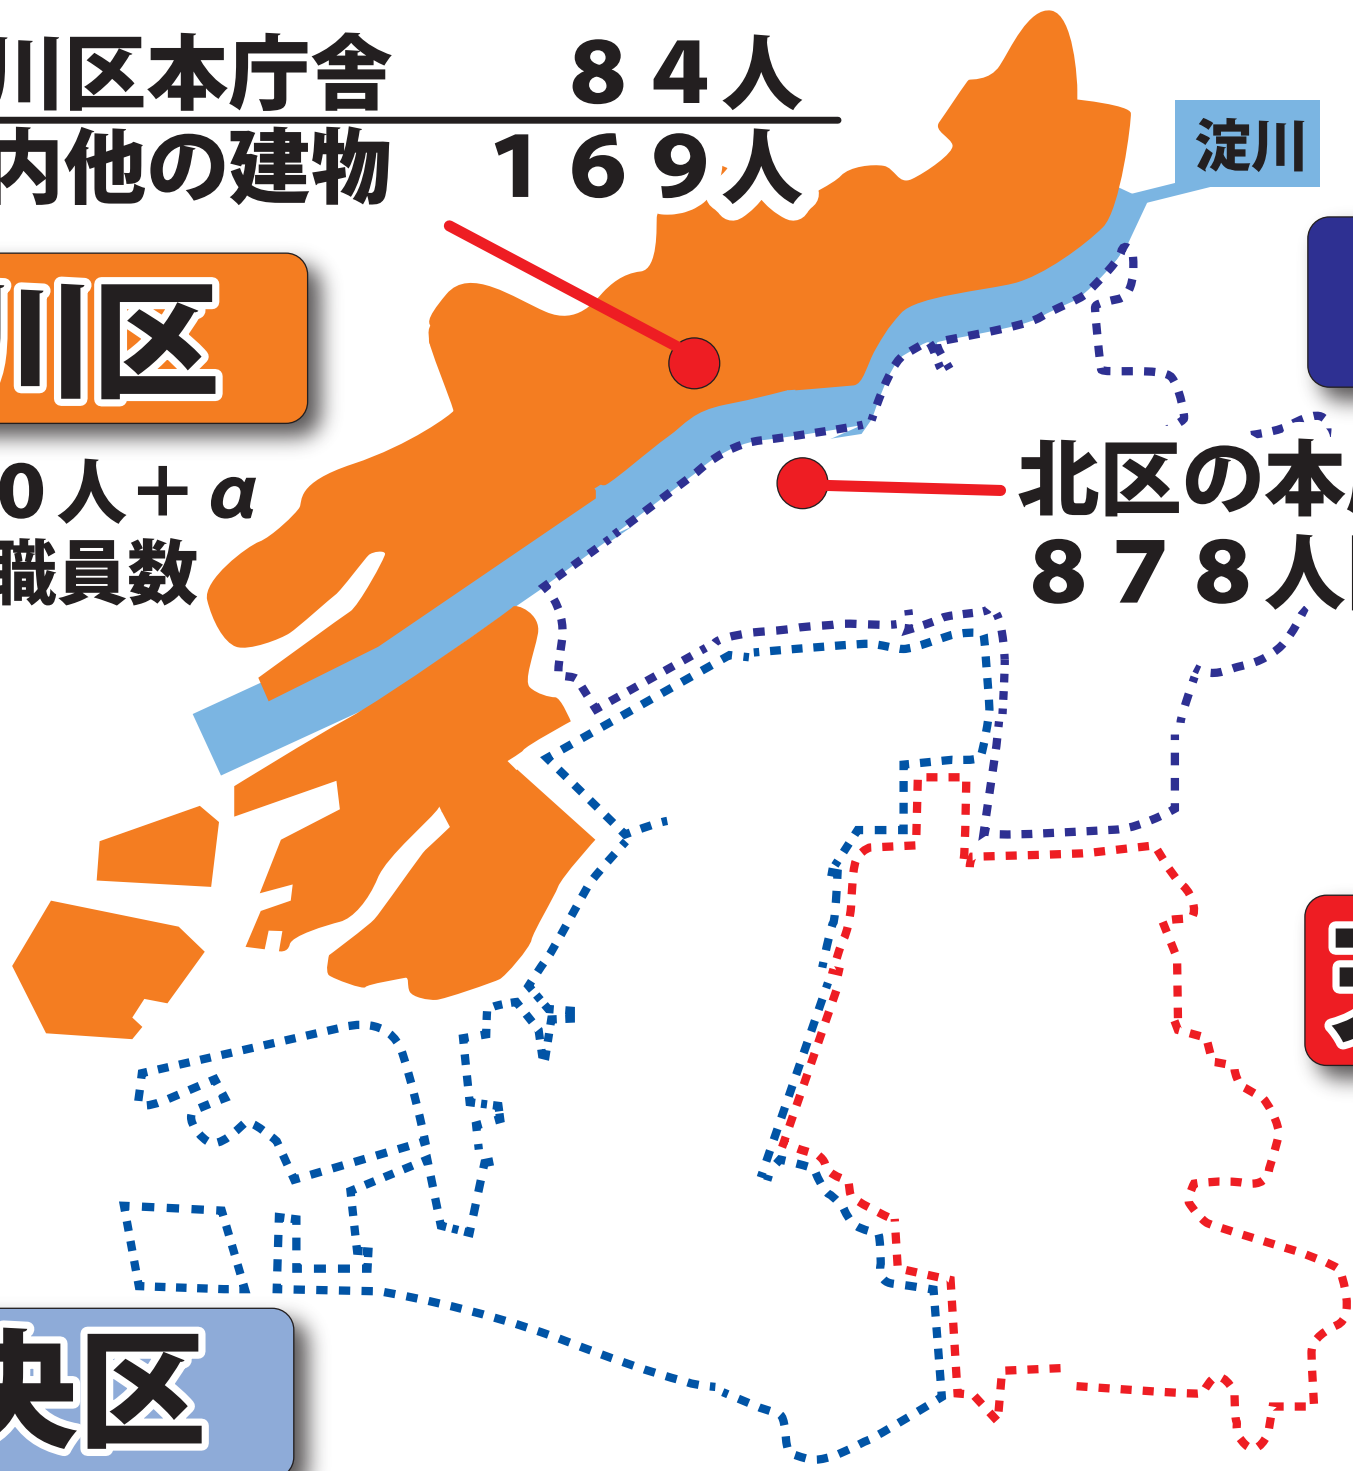 川区本庁舎 84人
内他の建物 169人
淀川
川区
0人+α
職員数
北区の本
878人
央区